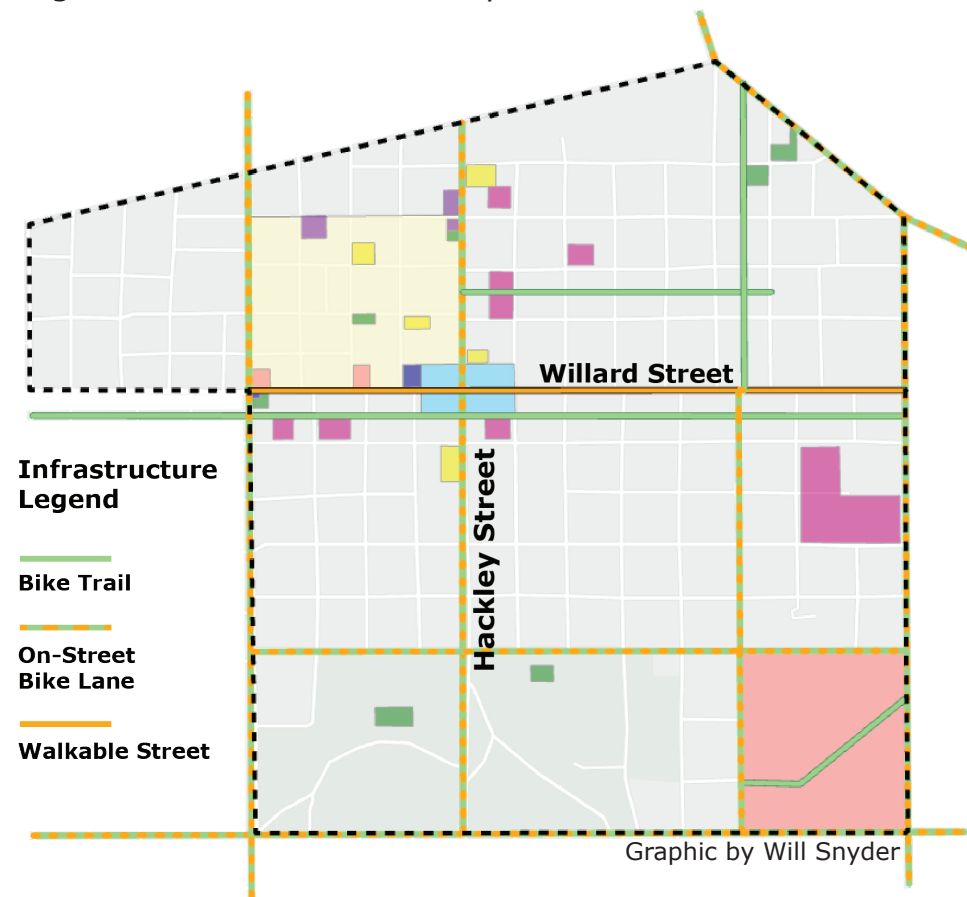 Willard Street
Hackley Street
Infrastructure
Legend
Bike Trail
On-Street
Bike Lane
Walkable Street
Graphic by Will Snyder